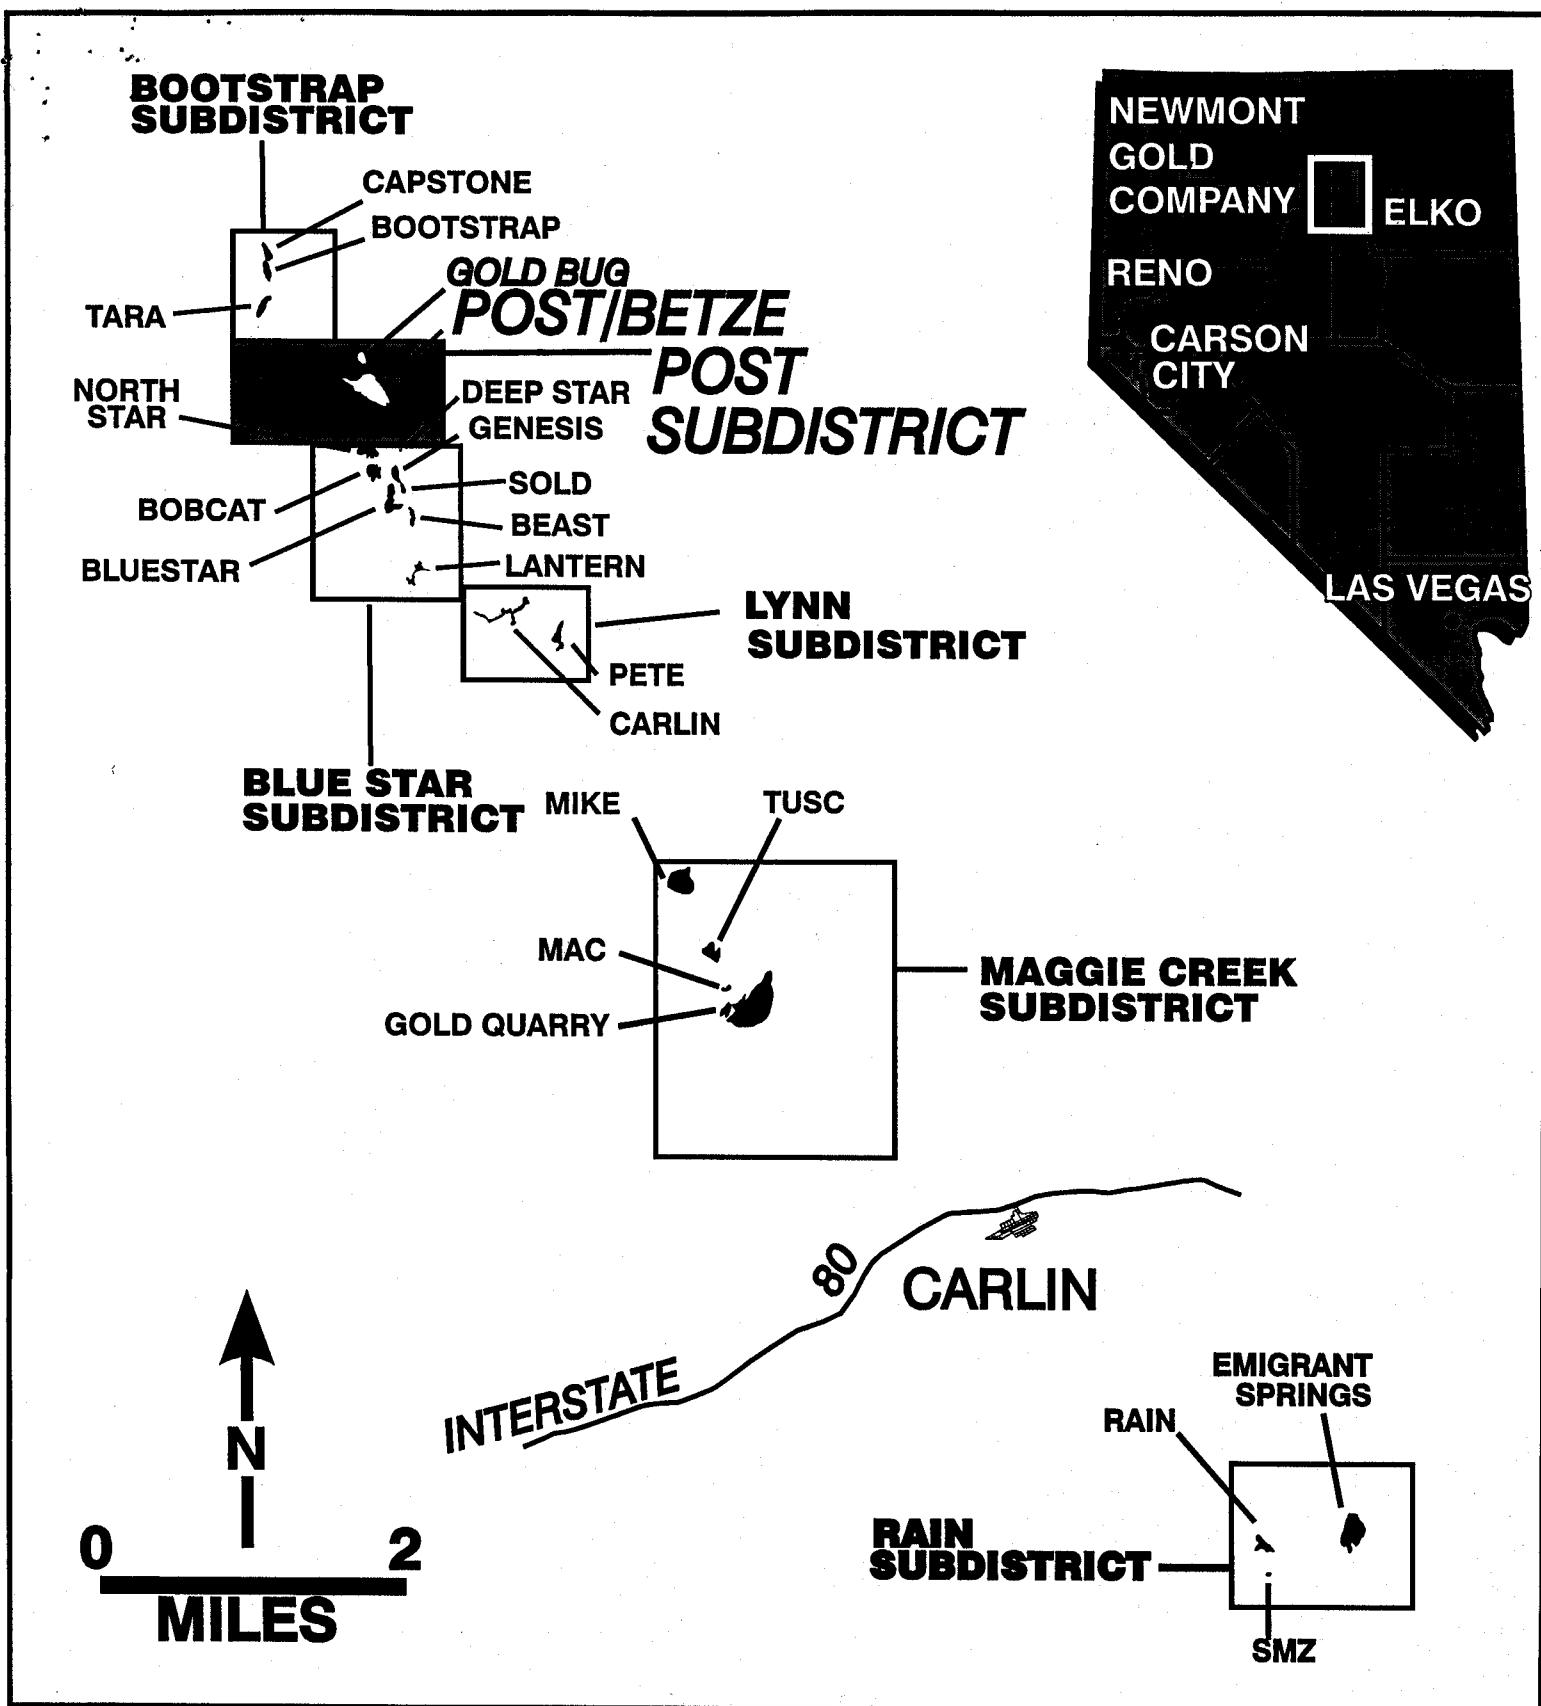 BOOTSTRAP
SUBDISTRICT
CAPSTONE
BOOTSTRAP
GOLD BUG
POST/BETZE
TARA
POST
SUBDISTRICT
NORTH
STAR
DEEP STAR
GENESIS
SOLD
BOBCAT
BEAST
BLUESTAR
LANTERN
LYNN
SUBDISTRICT
PETE
CARLIN
BLUE STAR
SUBDISTRICT
NEWMONT
GOLD
COMPANY
ELKO
RENO
CARSON
CITY
LAS VEGAS
MIKE
TUSC
MAC
GOLD QUARRY
MAGGIE CREEK
SUBDISTRICT
INTERSTATE
80
CARLIN
EMIGRANT
SPRINGS
RAIN
RAIN
SUBDISTRICT
SMZ
N
0 2
MILES